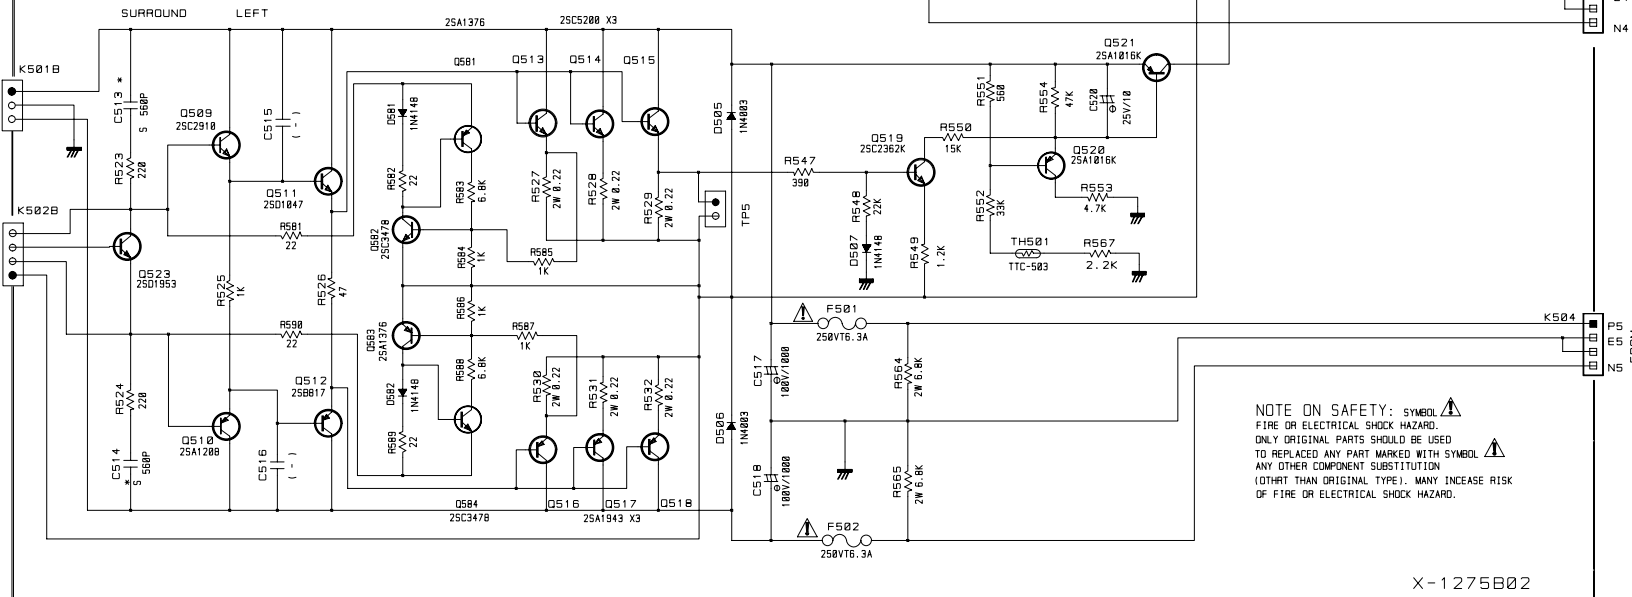 SURROUND LEFT
2SA1376
2SC5200 X3
N4
K501B
C513 * 560P S
Q509
2SC2910
C515 (-)
Q581
Q513
Q514
Q515
Q521
2SA1016K
D581 1N4148
D505 1N4003
R551 560
R554 47K
C520 25V/10
R523 220
Q519
2SC2362K
R550
15K
Q520
2SA1016K
Q511
2SD1047
R582 22
R583 6.8K
R527 2W 0.22
R528 2W 0.22
R529 2W 0.22
R547
390
R553
4.7K
K502B
R581
22
Q582 2SC3478
TP5
R548 22K
R552 33K
Q523
2SD1953
R584 1K
R585
1K
D507 1N4148
R549 1.2K
TH501
TTC-503
R567
2.2K
R525 1K
R526 47
R586 1K
F501
250VT6.3A
K504
P5
E5
N5
R590
22
Q583 2SA1376
R587
1K
R588 6.8K
R524 220
Q512
2SB817
D582 1N4148
R530 2W 0.22
R531 2W 0.22
R532 2W 0.22
C517 100V/1000
R564 2W 6.8K
D506 1N4003
Q510
2SA1208
R589 22
C514 * S 560P
C516 (-)
C518 100V/1000
R565 2W 6.8K
Q584
2SC3478
Q516
Q517
Q518
2SA1943 X3
F502
250VT6.3A
NOTE ON SAFETY: SYMBOL
FIRE OR ELECTRICAL SHOCK HAZARD.
ONLY ORIGINAL PARTS SHOULD BE USED
TO REPLACED ANY PART MARKED WITH SYMBOL
ANY OTHER COMPONENT SUBSTITUTION
(OTHRT THAN ORIGINAL TYPE). MANY INCEASE RISK
OF FIRE OR ELECTRICAL SHOCK HAZARD.
X-1275B02